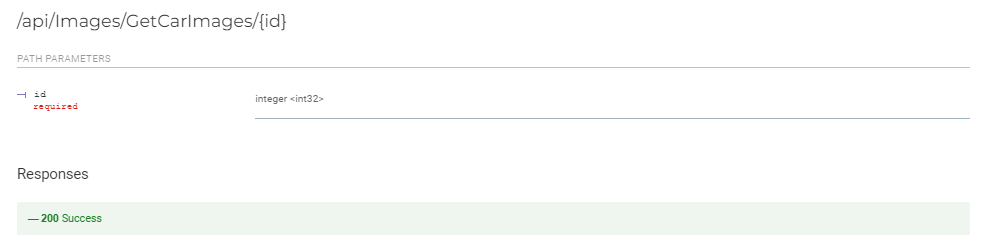 /api/Images/GetCarImages/{id}
PATH PARAMETERS
id
required
integer <int32>
Responses
200 Success